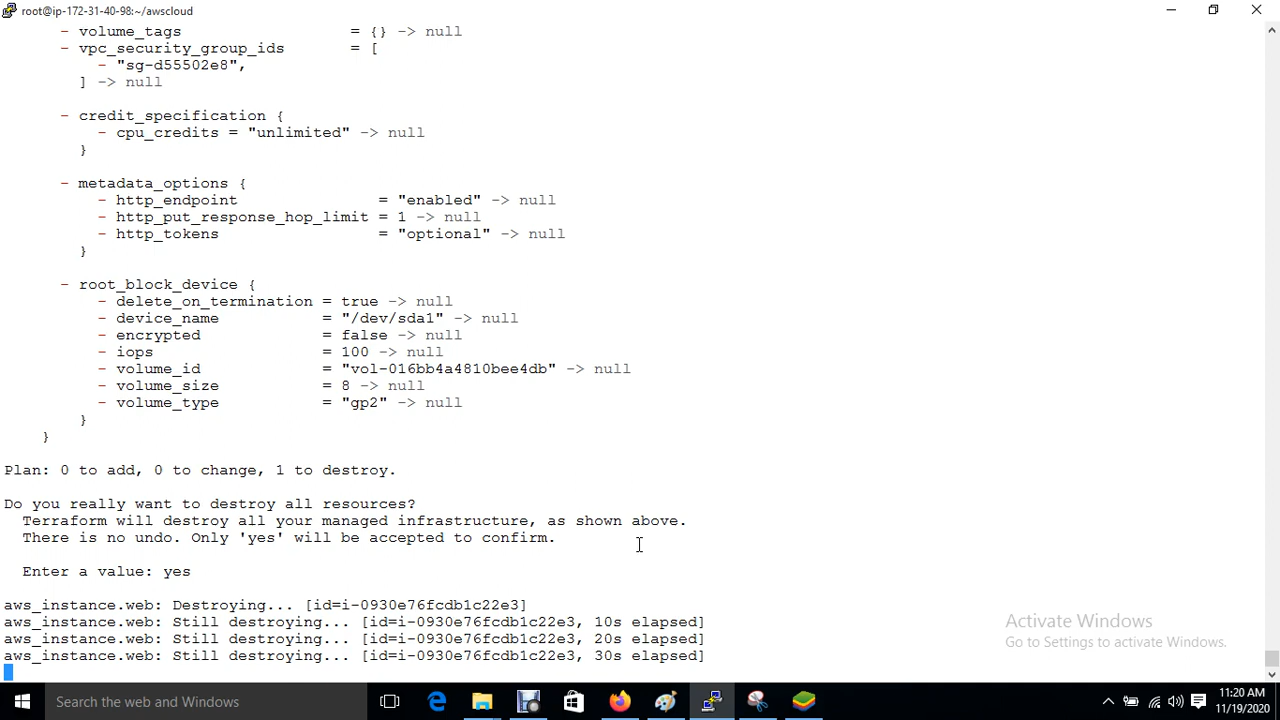 root@ip-172-31-40-98:~/awscloud
- volume_tags = {} -> null
- vpc_security_group_ids = [
- "sg-d55502e8",
] -> null
- credit_specification {
- cpu_credits = "unlimited" -> null
}
- metadata_options {
- http_endpoint = "enabled" -> null
- http_put_response_hop_limit = 1 -> null
- http_tokens = "optional" -> null
}
- root_block_device {
- delete_on_termination = true -> null
- device_name = "/dev/sda1" -> null
- encrypted = false -> null
- iops = 100 -> null
- volume_id = "vol-016bb4a4810bee4db" -> null
- volume_size = 8 -> null
- volume_type = "gp2" -> null
}
}
Plan: 0 to add, 0 to change, 1 to destroy.
Do you really want to destroy all resources?
Terraform will destroy all your managed infrastructure, as shown above.
There is no undo. Only 'yes' will be accepted to confirm.
Enter a value: yes
aws_instance.web: Destroying... [id=i-0930e76fcdb1c22e3]
aws_instance.web: Still destroying... [id=i-0930e76fcdb1c22e3, 10s elapsed]
aws_instance.web: Still destroying... [id=i-0930e76fcdb1c22e3, 20s elapsed]
aws_instance.web: Still destroying... [id=i-0930e76fcdb1c22e3, 30s elapsed]
Activate Windows
Go to Settings to activate Windows.
Search the web and Windows
11:20 AM
11/19/2020